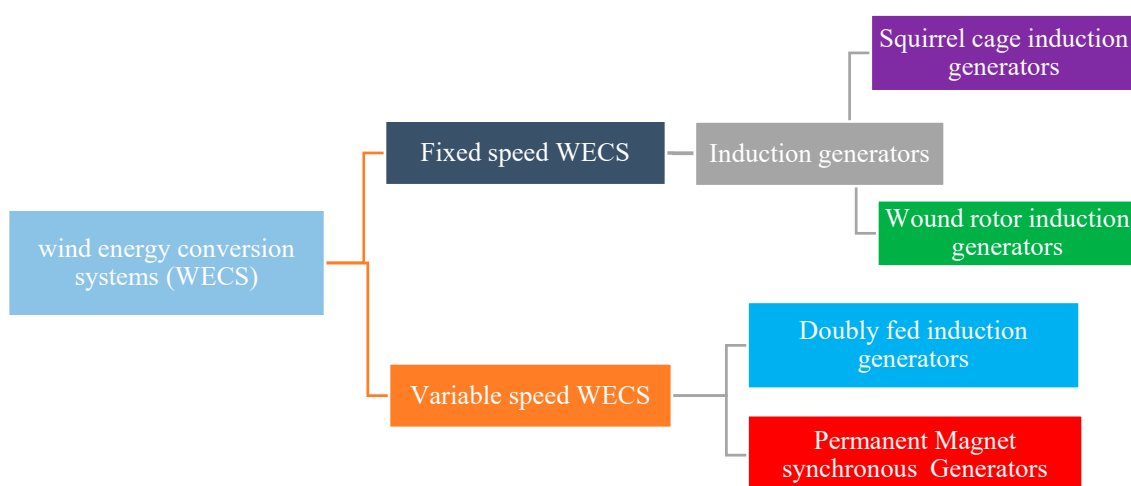 wind energy conversion
systems (WECS)
Fixed speed WECS
Induction generators
Squirrel cage induction
generators
Wound rotor induction
generators
Variable speed WECS
Doubly fed induction
generators
Permanent Magnet
synchronous  Generators